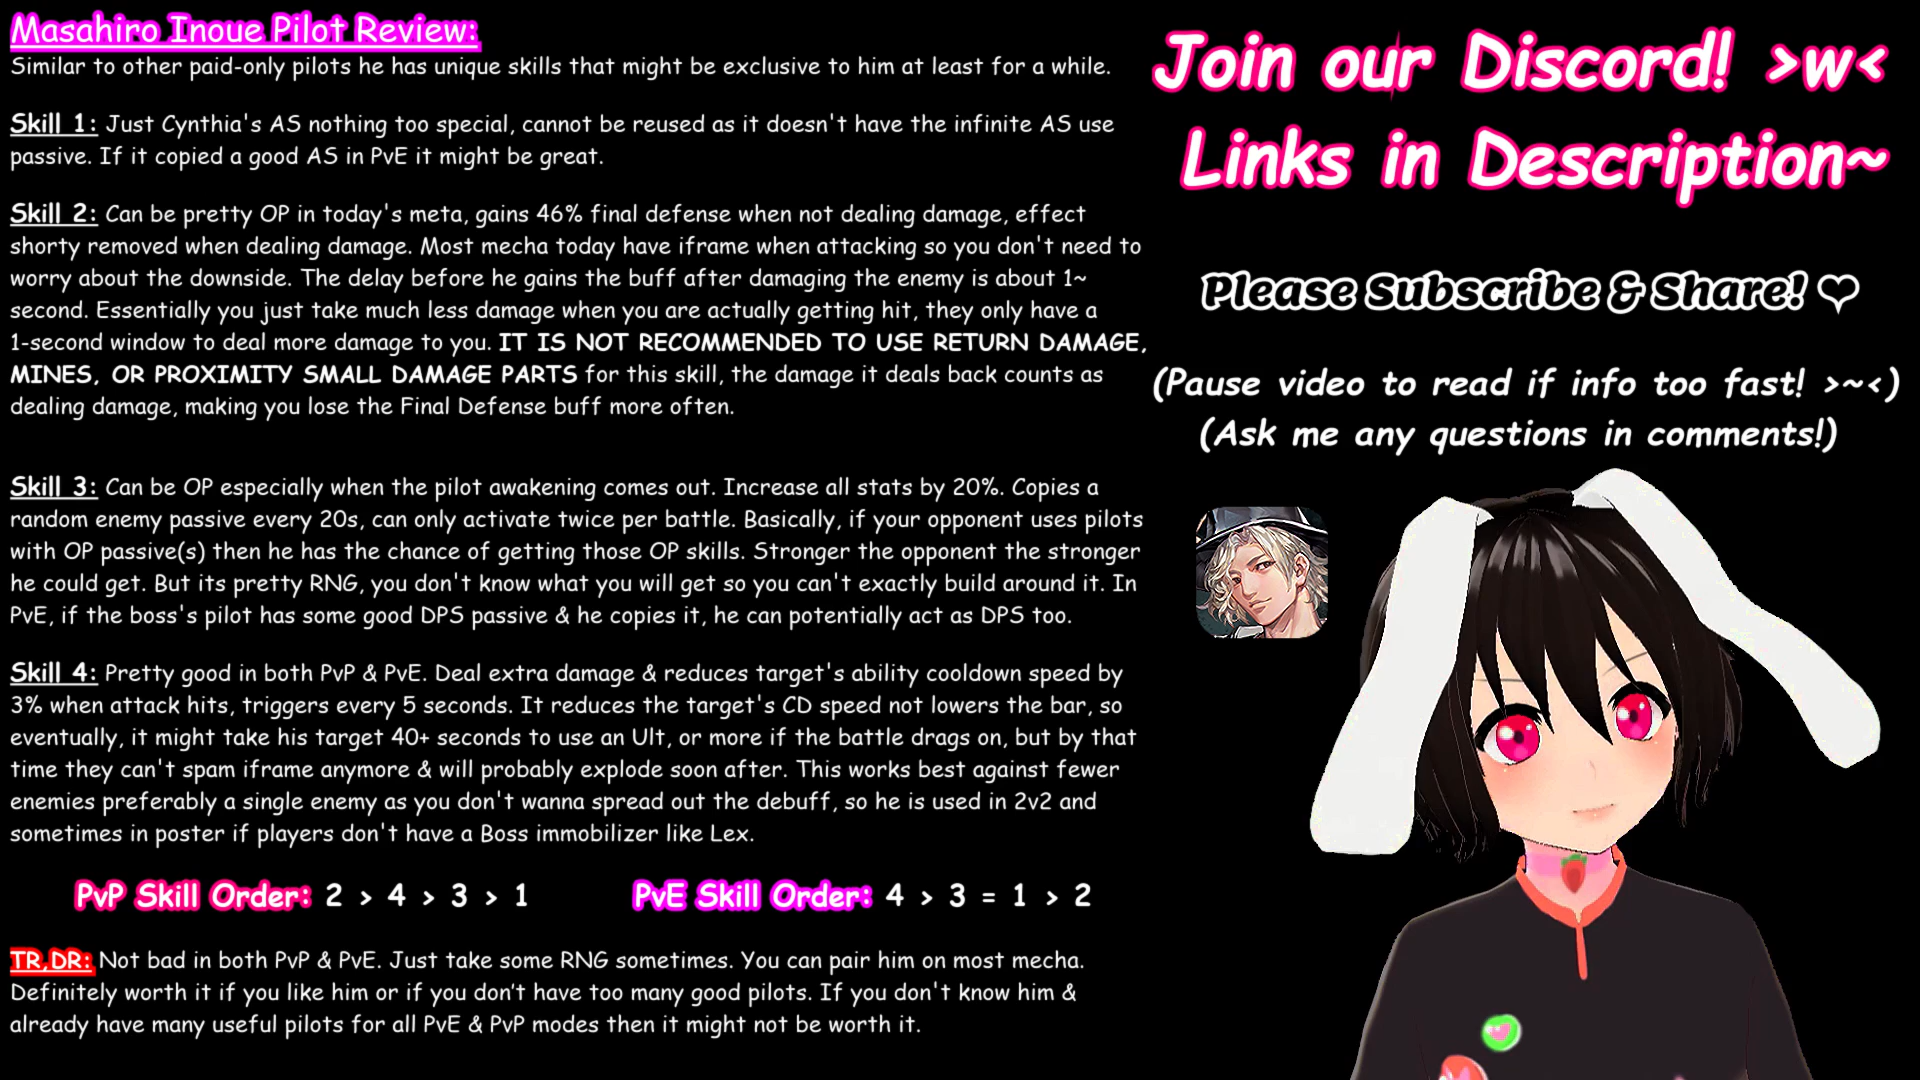 Masahiro Inoue Pilot Review:
Similar to other paid-only pilots he has unique skills that might be exclusive to him at least for a while.
Skill 1: Just Cynthia's AS nothing too special, cannot be reused as it doesn't have the infinite AS use
passive. If it copied a good AS in PvE it might be great.
Skill 2: Can be pretty OP in today's meta, gains 46% final defense when not dealing damage, effect
shorty removed when dealing damage. Most mecha today have iframe when attacking so you don't need to
worry about the downside. The delay before he gains the buff after damaging the enemy is about 1~
second. Essentially you just take much less damage when you are actually getting hit, they only have a
1-second window to deal more damage to you. IT IS NOT RECOMMENDED TO USE RETURN DAMAGE,
MINES, OR PROXIMITY SMALL DAMAGE PARTS for this skill, the damage it deals back counts as
dealing damage, making you lose the Final Defense buff more often.
Skill 3: Can be OP especially when the pilot awakening comes out. Increase all stats by 20%. Copies a
random enemy passive every 20s, can only activate twice per battle. Basically, if your opponent uses pilots
with OP passive(s) then he has the chance of getting those OP skills. Stronger the opponent the stronger
he could get. But its pretty RNG, you don't know what you will get so you can't exactly build around it. In
PvE, if the boss's pilot has some good DPS passive & he copies it, he can potentially act as DPS too.
Skill 4: Pretty good in both PvP & PvE. Deal extra damage & reduces target's ability cooldown speed by
3% when attack hits, triggers every 5 seconds. It reduces the target's CD speed not lowers the bar, so
eventually, it might take his target 40+ seconds to use an Ult, or more if the battle drags on, but by that
time they can't spam iframe anymore & will probably explode soon after. This works best against fewer
enemies preferably a single enemy as you don't wanna spread out the debuff, so he is used in 2v2 and
sometimes in poster if players don't have a Boss immobilizer like Lex.
PvP Skill Order: 2 > 4 > 3 > 1
PvE Skill Order: 4 > 3 = 1 > 2
TR,DR: Not bad in both PvP & PvE. Just take some RNG sometimes. You can pair him on most mecha.
Definitely worth it if you like him or if you don't have too many good pilots. If you don't know him &
already have many useful pilots for all PvE & PvP modes then it might not be worth it.
Join our Discord! >w<
Links in Description~
Please Subscribe & Share! ♡
(Pause video to read if info too fast! >~<)
(Ask me any questions in comments!)